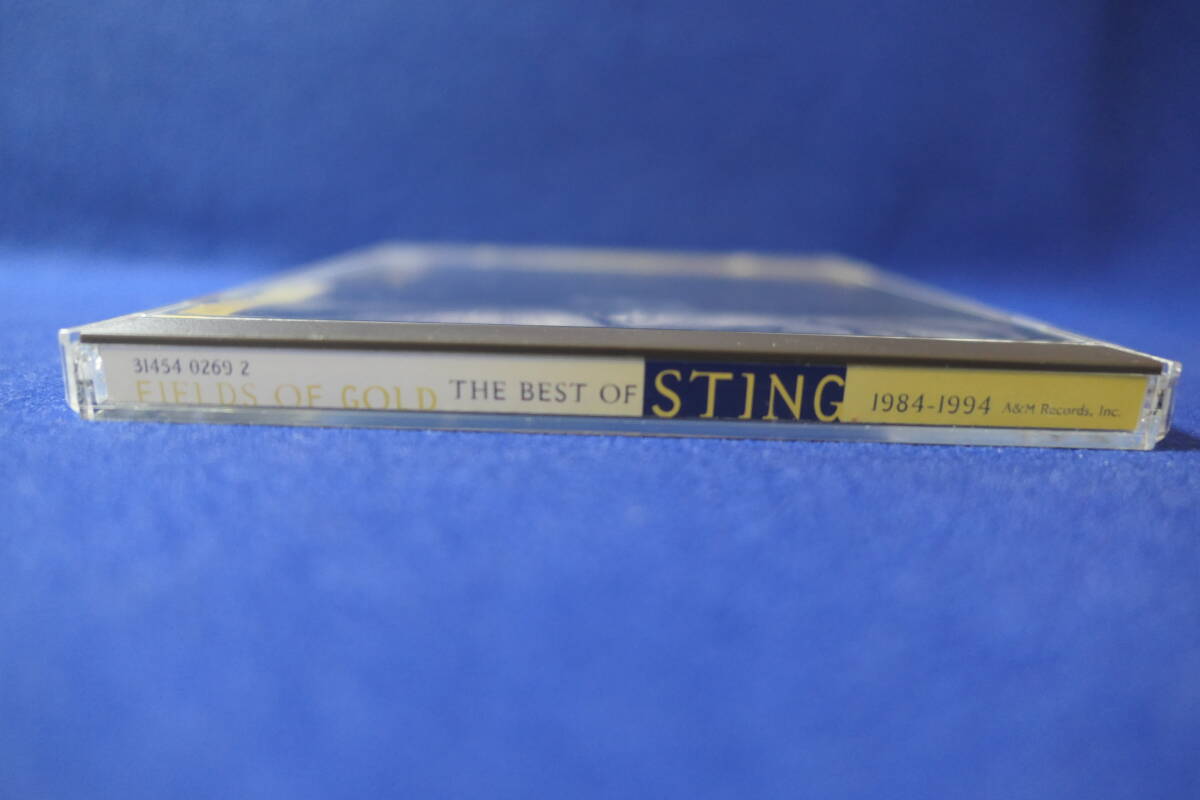 31454 0269 2
FIELDS OF GOLD THE BEST OF STING 1984-1994 A&M Records, Inc.